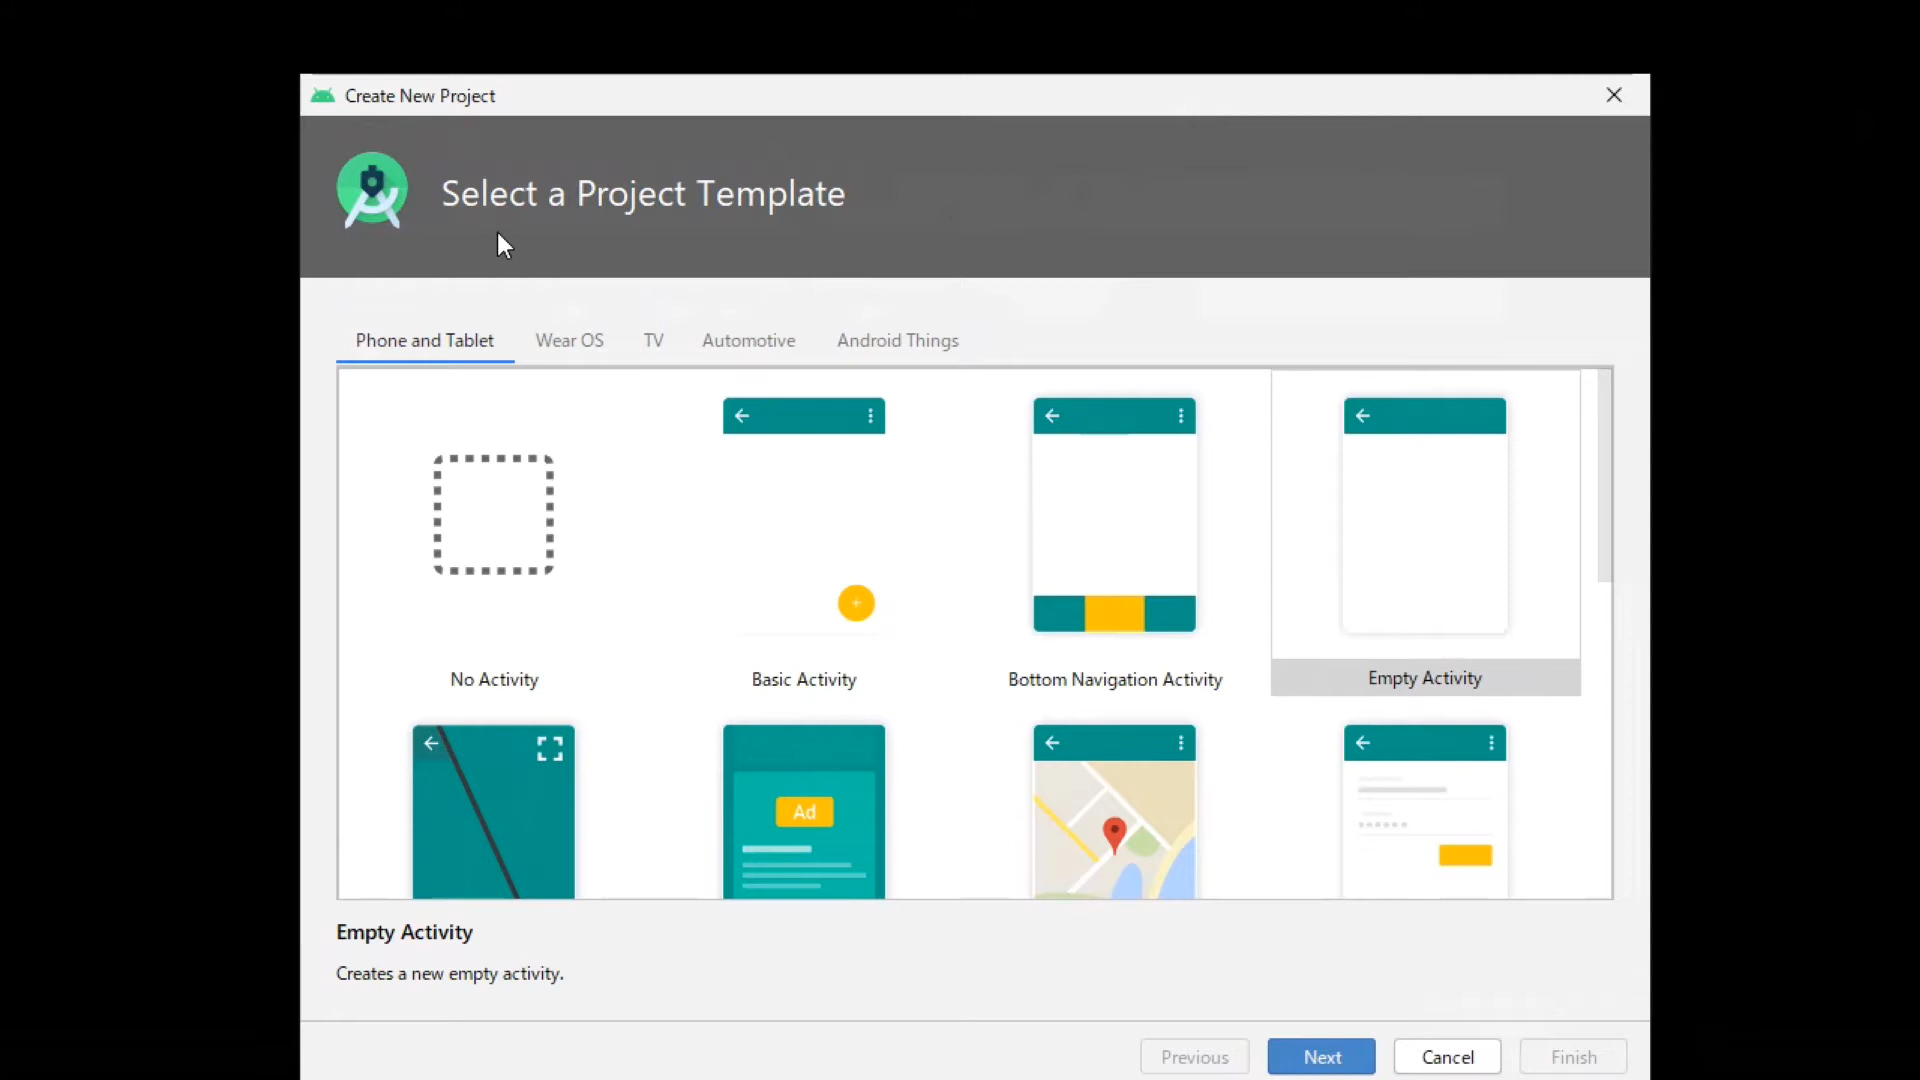 Create New Project
Select a Project Template
Phone and Tablet
Wear OS
TV
Automotive
Android Things
No Activity
Basic Activity
Bottom Navigation Activity
Empty Activity
Ad
Empty Activity
Creates a new empty activity.
Previous
Next
Cancel
Finish